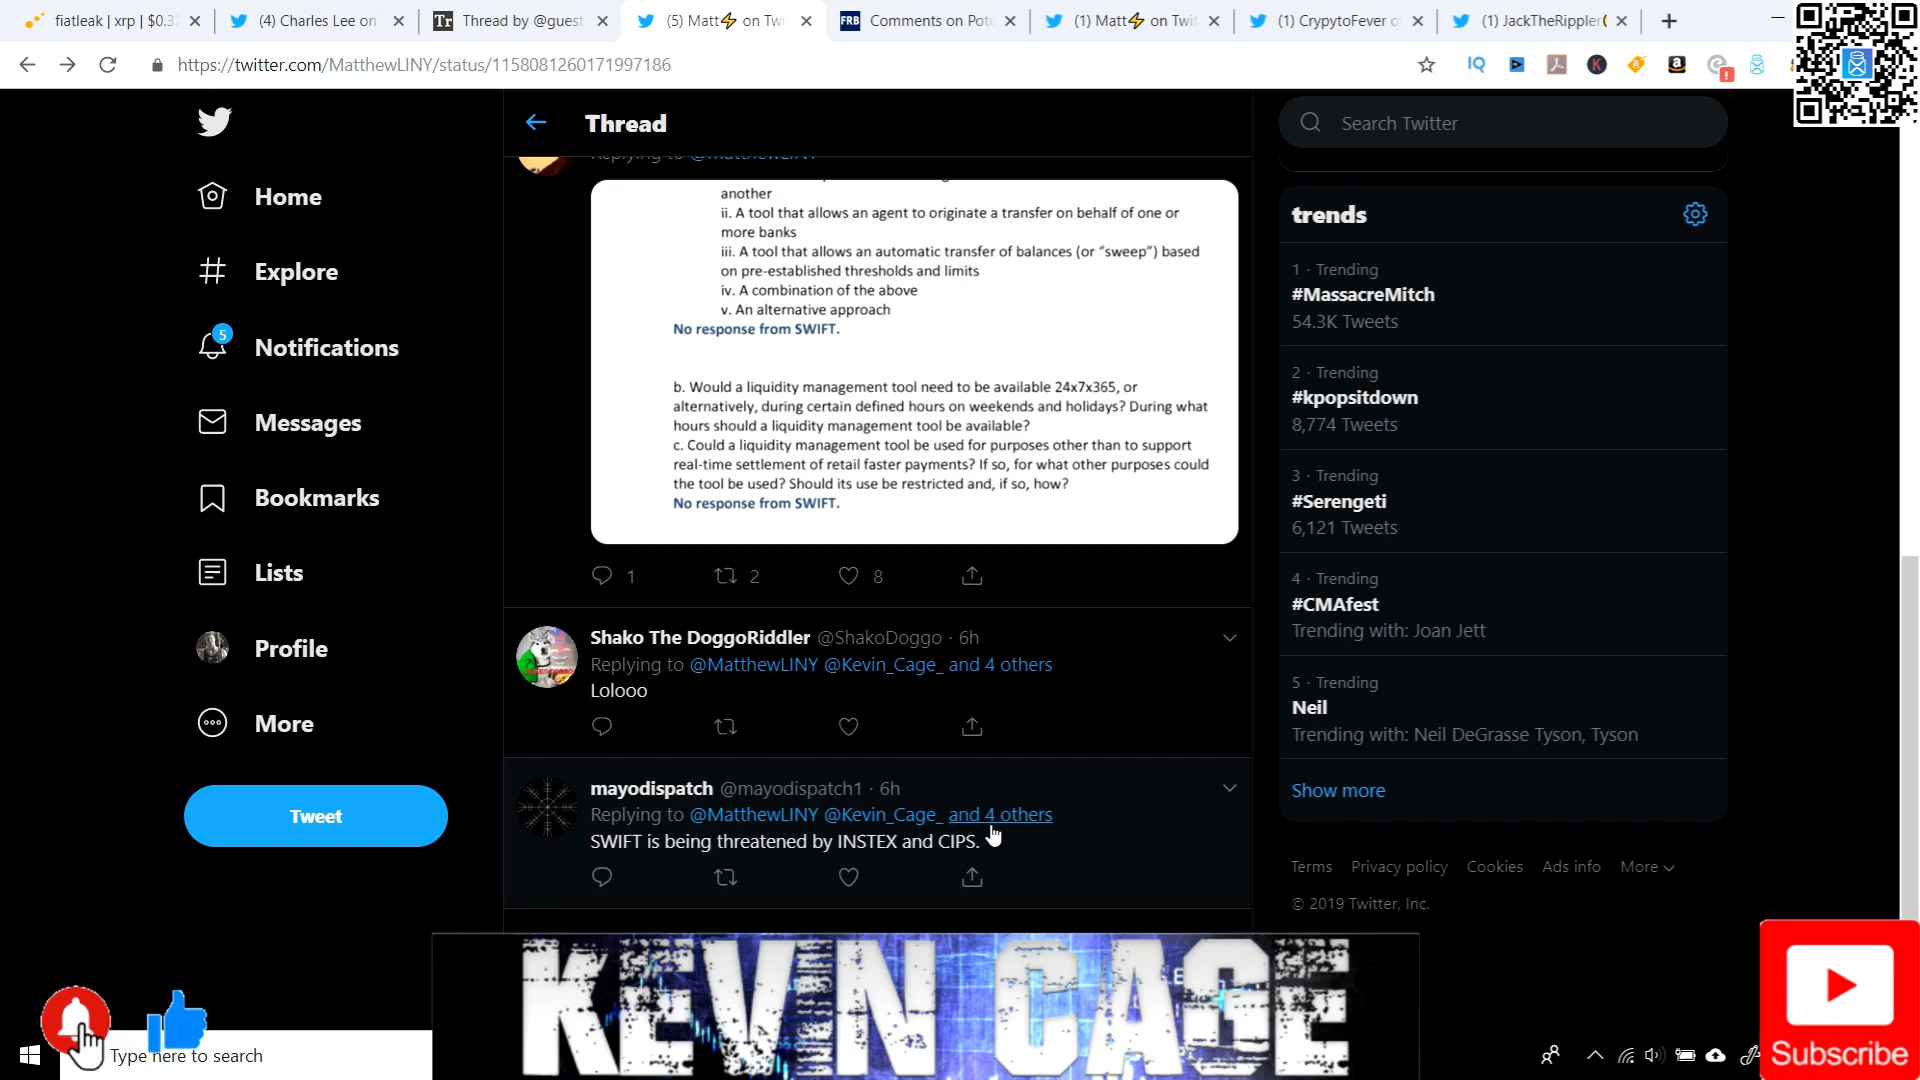 fiatleak | xrp | $0.3
(4) Charles Lee on
Tr Thread by @guest
(5) Matt⚡ on Twi
FRB Comments on Pote
(1) Matt⚡ on Twit
(1) CrypytoFever o
(1) JackTheRippler
https://twitter.com/MatthewLINY/status/1158081260171997186
IQ
Home
Explore
5
Notifications
Messages
Bookmarks
Lists
Profile
More
Tweet
Thread
Replying to @MatthewLINY
another
ii. A tool that allows an agent to originate a transfer on behalf of one or
more banks
iii. A tool that allows an automatic transfer of balances (or “sweep”) based
on pre-established thresholds and limits
iv. A combination of the above
v. An alternative approach
No response from SWIFT.
b. Would a liquidity management tool need to be available 24x7x365, or
alternatively, during certain defined hours on weekends and holidays? During what
hours should a liquidity management tool be available?
c. Could a liquidity management tool be used for purposes other than to support
real-time settlement of retail faster payments? If so, for what other purposes could
the tool be used? Should its use be restricted and, if so, how?
No response from SWIFT.
1 2 8
Shako The DoggoRiddler @ShakoDoggo · 6h
Replying to @MatthewLINY @Kevin_Cage_ and 4 others
Lolooo
mayodispatch @mayodispatch1 · 6h
Replying to @MatthewLINY @Kevin_Cage_ and 4 others
SWIFT is being threatened by INSTEX and CIPS.
Search Twitter
trends
1 · Trending
#MassacreMitch
54.3K Tweets
2 · Trending
#kpopsitdown
8,774 Tweets
3 · Trending
#Serengeti
6,121 Tweets
4 · Trending
#CMAfest
Trending with: Joan Jett
5 · Trending
Neil
Trending with: Neil DeGrasse Tyson, Tyson
Show more
Terms Privacy policy Cookies Ads info More
© 2019 Twitter, Inc.
KEVIN CAGE
Type here to search
Subscribe